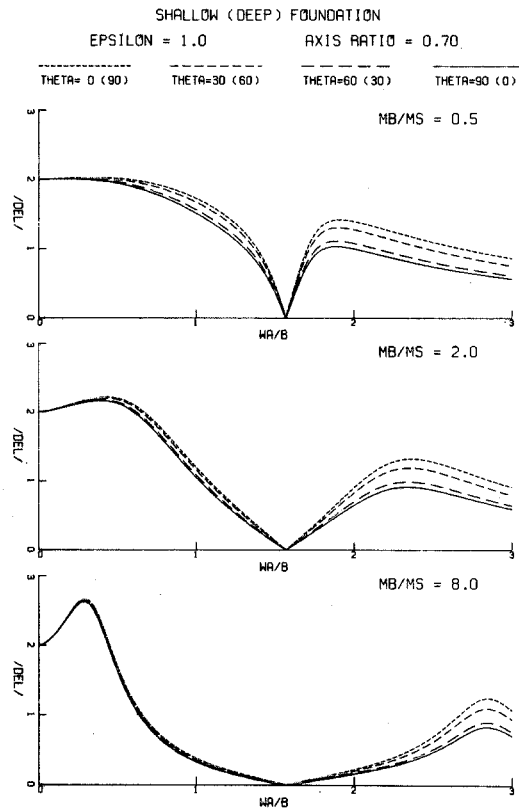 SHALLOW (DEEP) FOUNDATION
EPSILON = 1.0 AXIS RATIO = 0.70
THETA= 0 (90) THETA=30 (60) THETA=60 (30) THETA=90 (0)
MB/MS = 0.5
/DEL/
0 1 2 3
0 1 2 3
WA/B
MB/MS = 2.0
/DEL/
0 1 2 3
0 1 2 3
WA/B
MB/MS = 8.0
/DEL/
0 1 2 3
0 1 2 3
WA/B